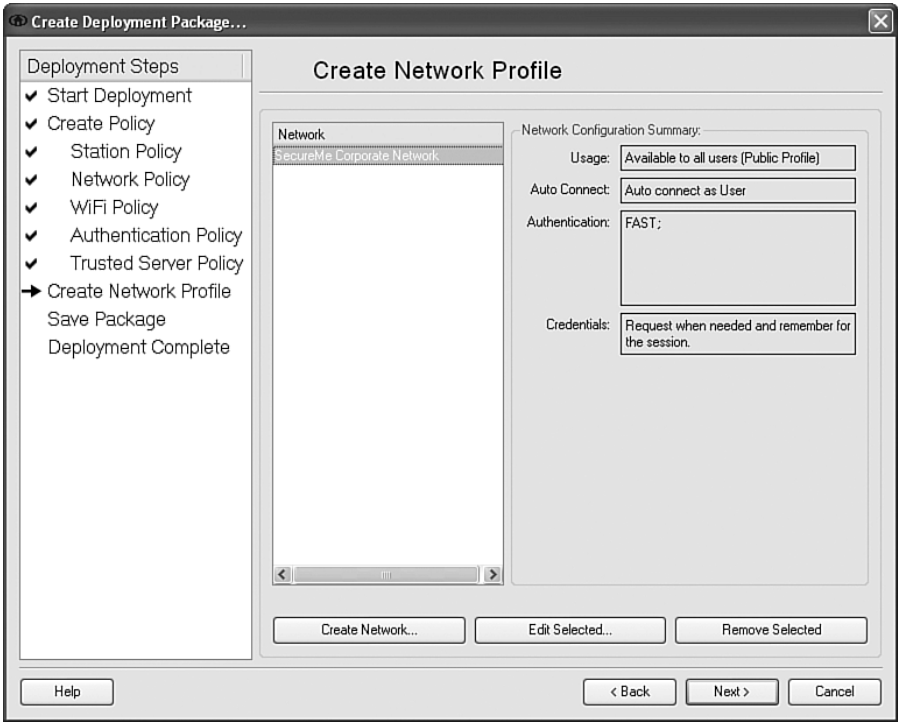 Create Deployment Package...
Deployment Steps
Start Deployment
Create Policy
Station Policy
Network Policy
WiFi Policy
Authentication Policy
Trusted Server Policy
Create Network Profile
Save Package
Deployment Complete
Create Network Profile
Network
SecureMe Corporate Network
Network Configuration Summary:
Usage: Available to all users (Public Profile)
Auto Connect: Auto connect as User
Authentication: FAST;
Credentials: Request when needed and remember for
the session.
Create Network...
Edit Selected...
Remove Selected
Help
< Back
Next >
Cancel